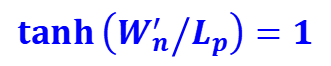 tanh (W′ₙ/Lₚ) = 1